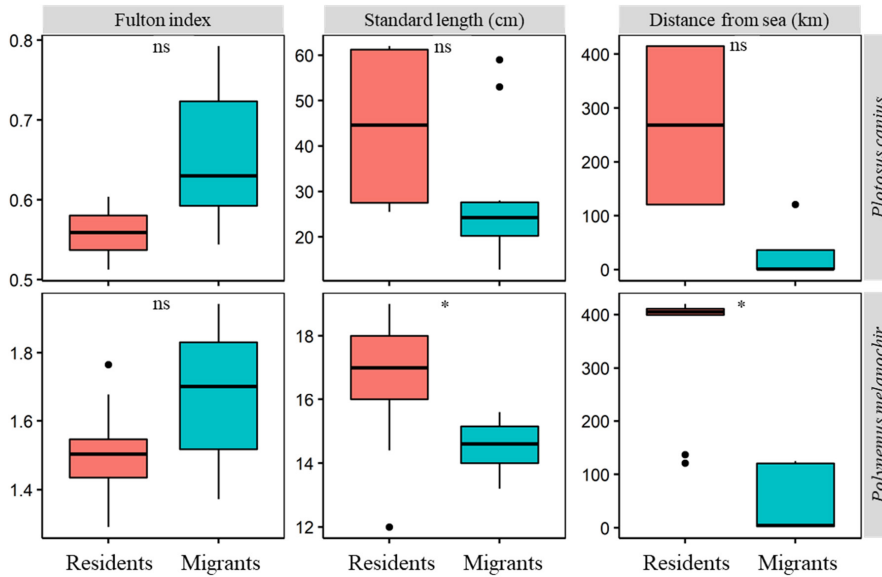 Fulton index
Standard length (cm)
Distance from sea (km)
0.8
0.7
0.6
0.5
ns
60
50
40
30
20
ns
400
300
200
100
0
ns
Plotosus canius
1.8
1.6
1.4
ns
18
16
14
12
*
400
300
200
100
0
*
Polynemus melanochir
Residents Migrants
Residents Migrants
Residents Migrants